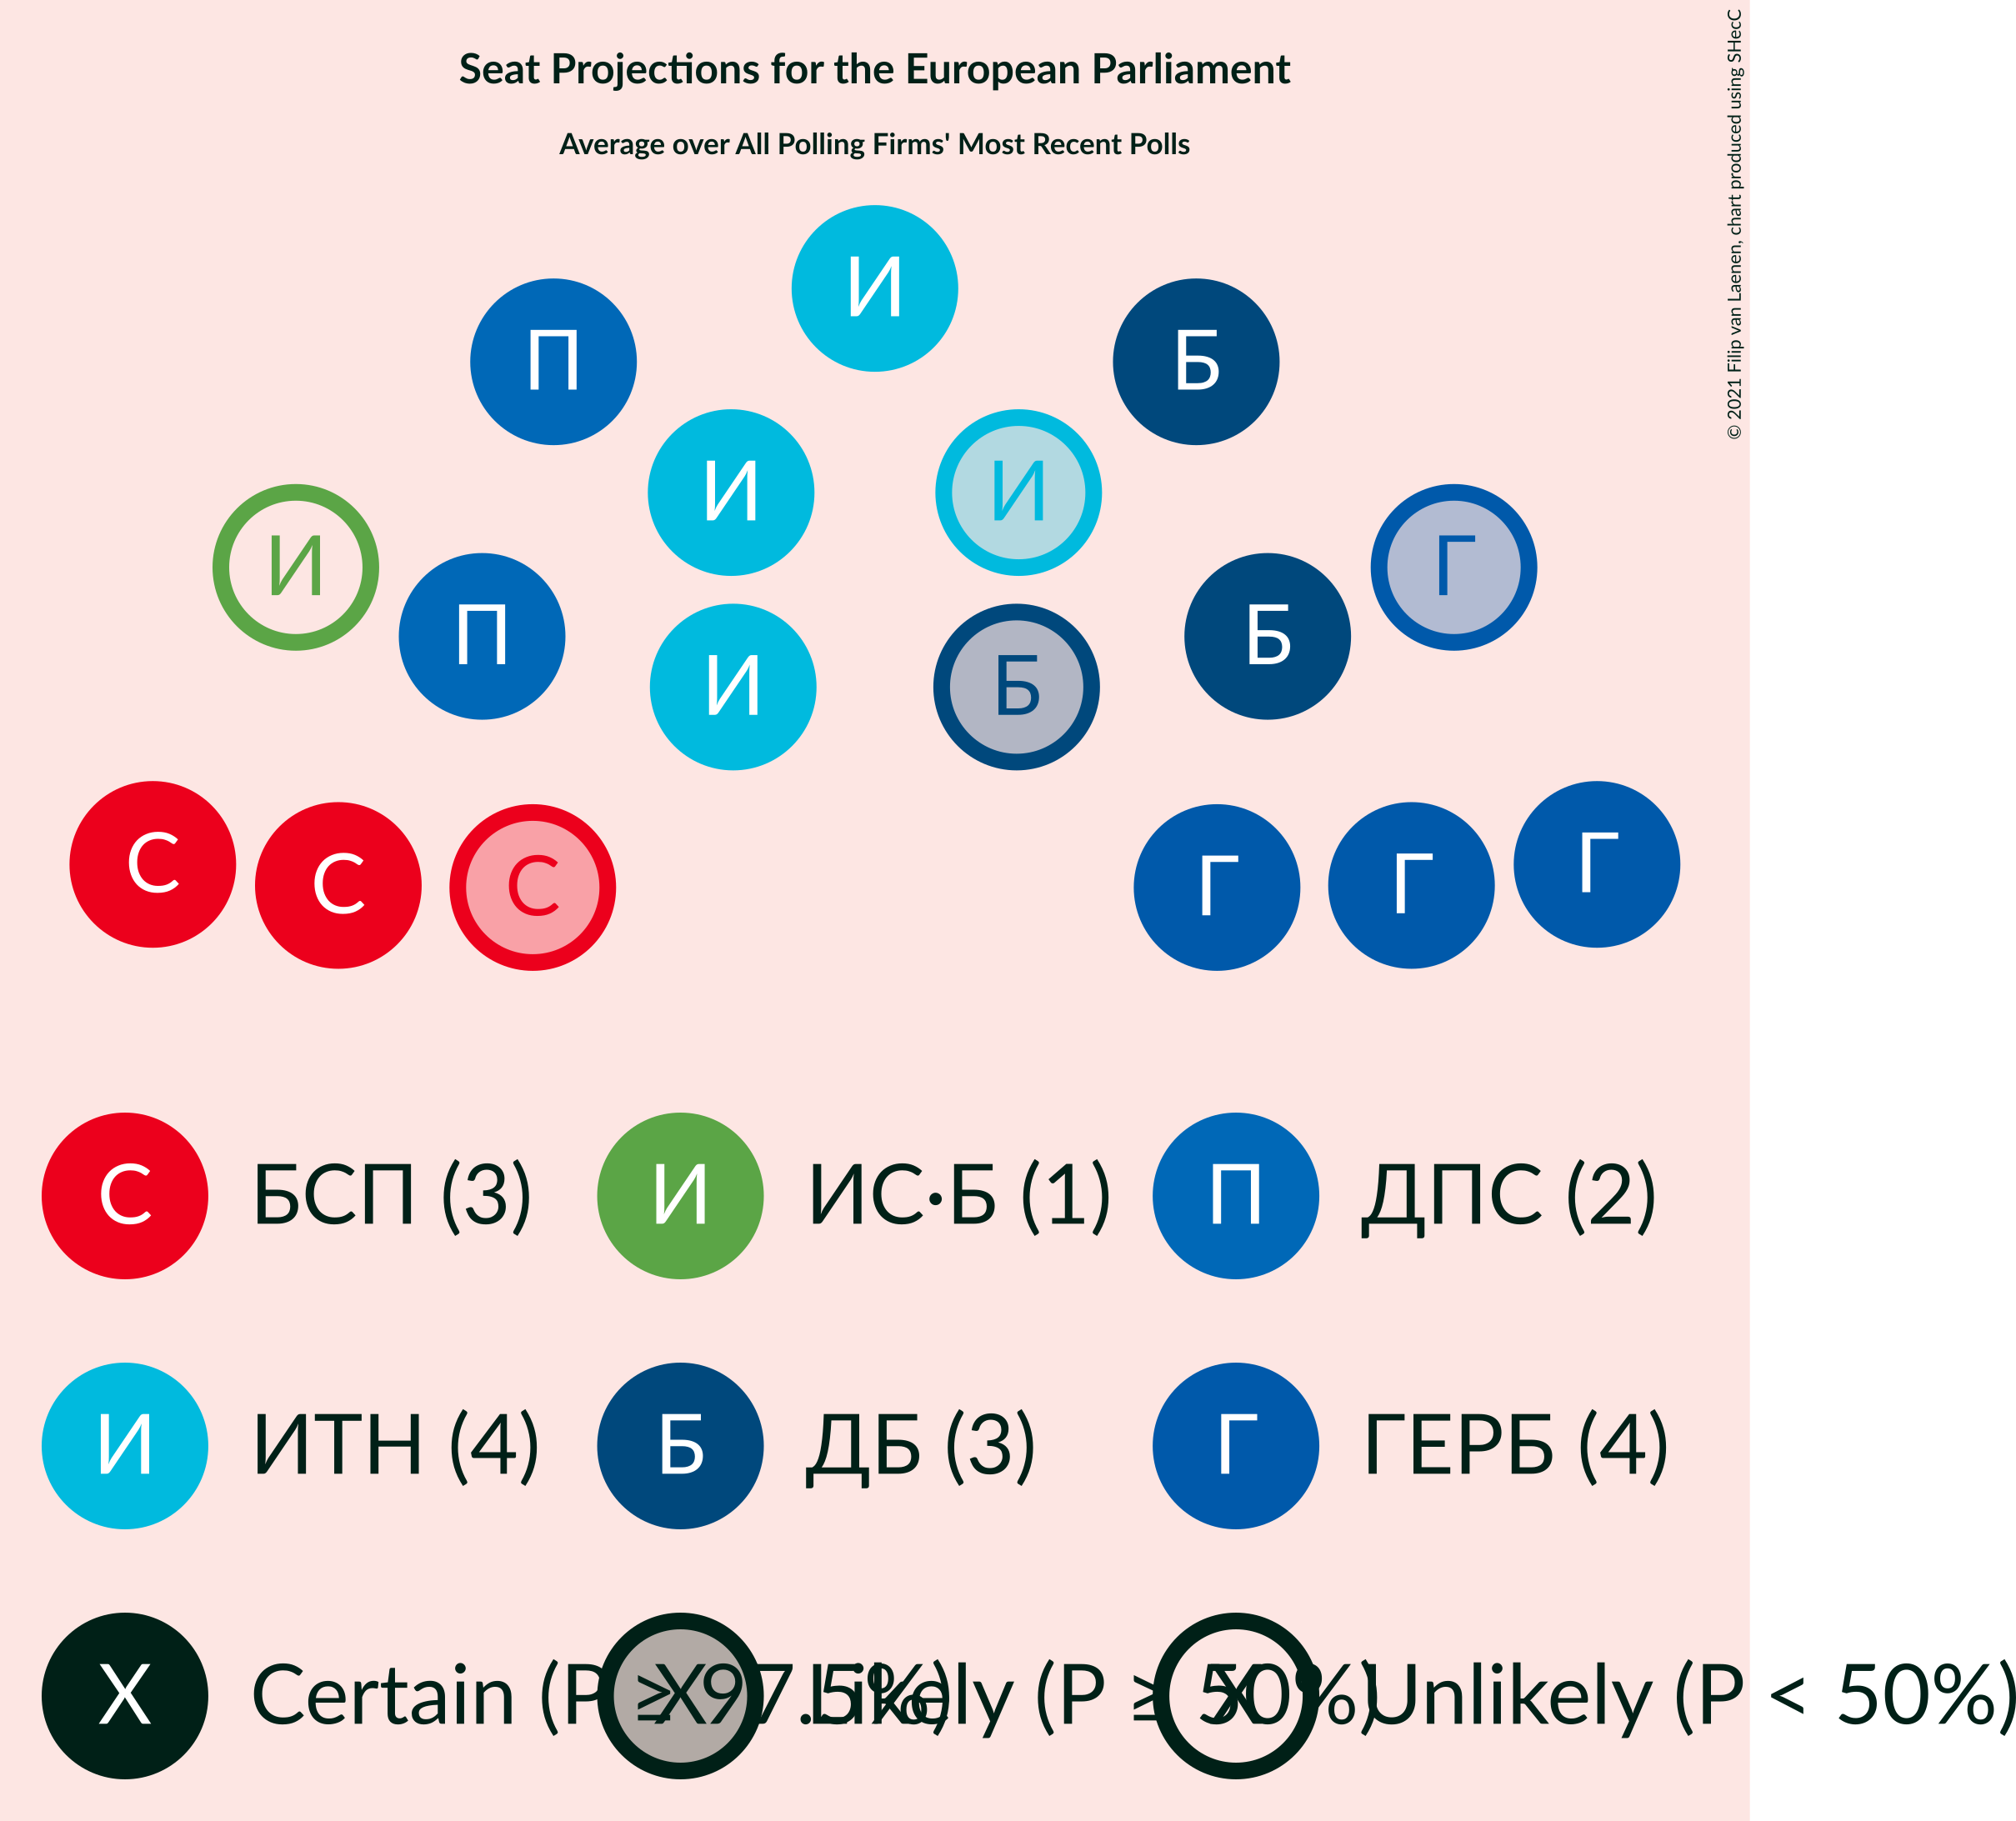 Seat Projections for the European Parliament
Average over All Polling Firms' Most Recent Polls
© 2021 Filip van Laenen, chart produced using SHecC
И
П
Б
И
И
И
Г
П
Б
И
Б
С
С
С
Г
Г
Г
С БСП (3) И ИС·Б (1) П ДПС (2)
И ИТН (4) Б ДБ (3) Г ГЕРБ (4)
X Certain (P ≥ 97.5%) X Likely (P ≥ 50%) X Unlikely (P < 50%)